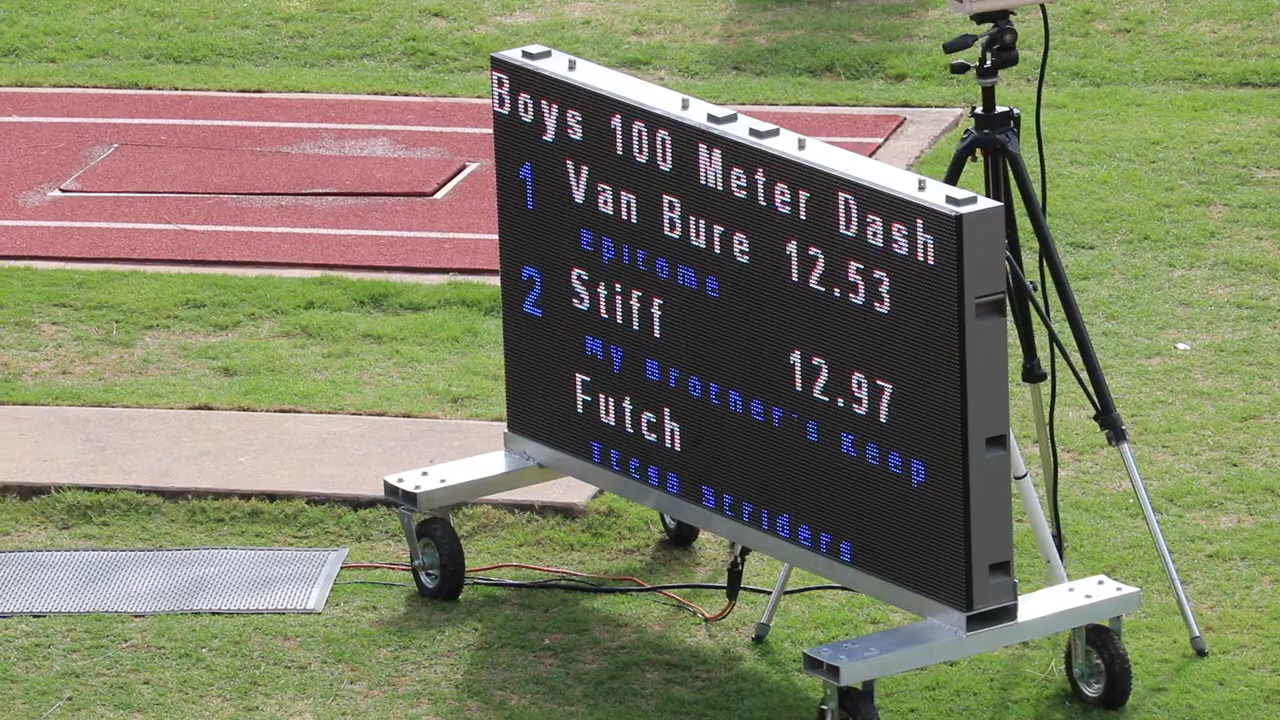 Boys 100 Meter Dash
1 Van Bure 12.53
Epitome
2 Stiff 12.97
My Brother's Keep
Futch
Texas Striders